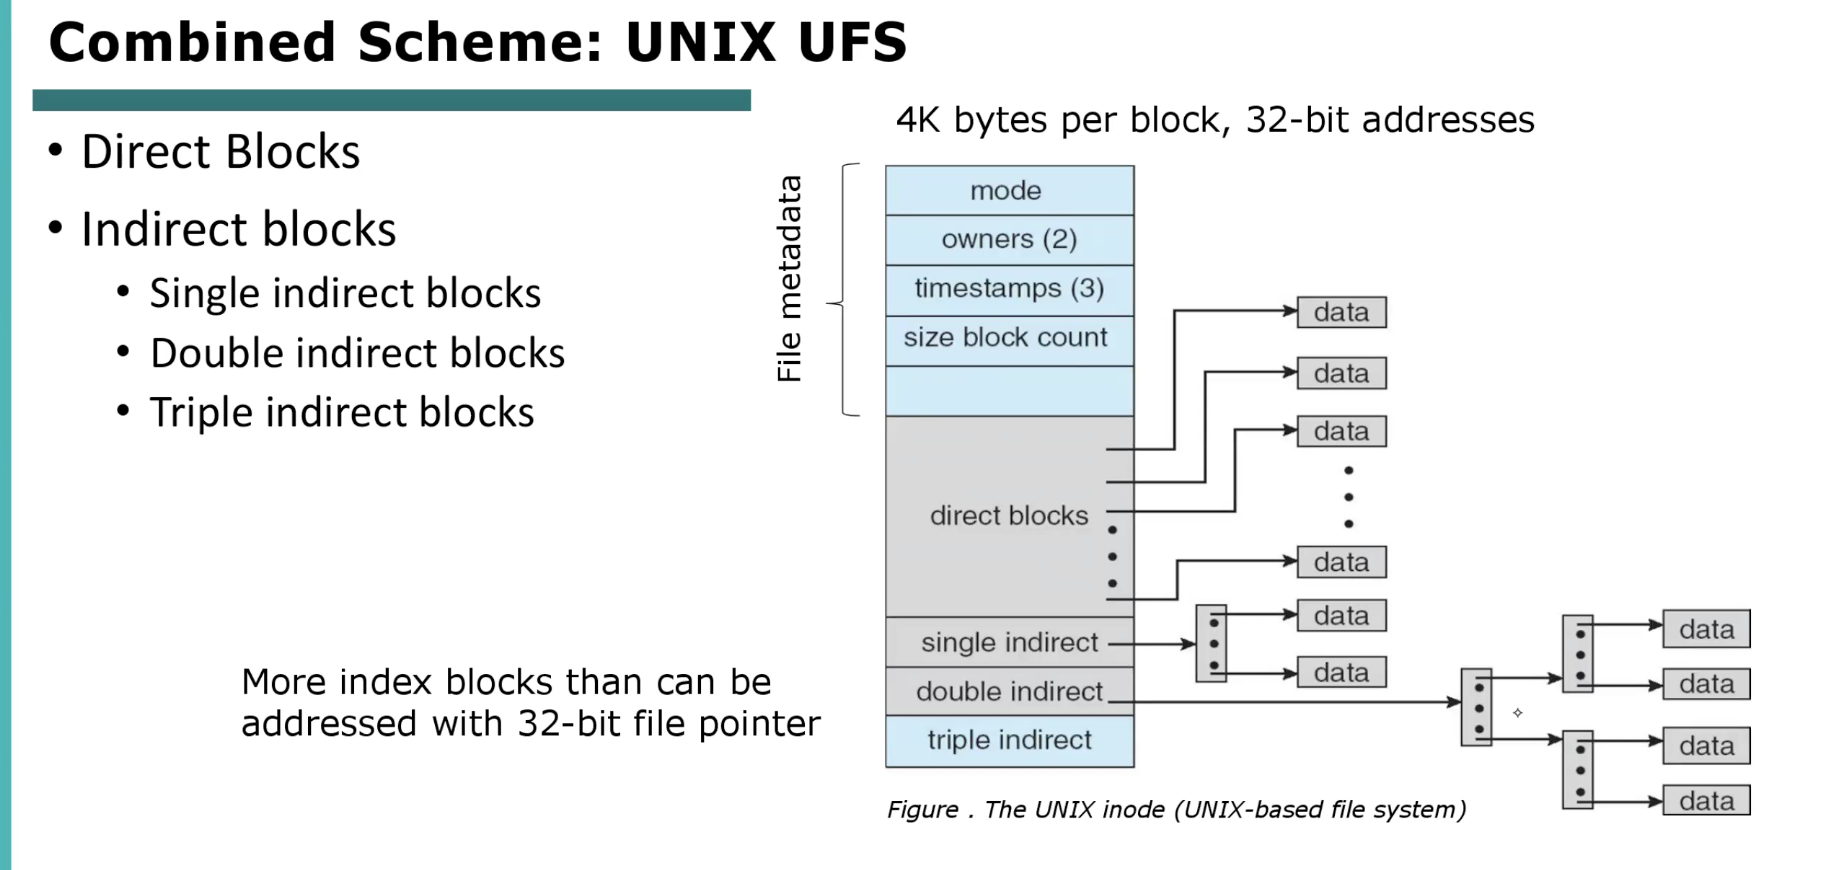 Combined Scheme: UNIX UFS
• Direct Blocks
• Indirect blocks
• Single indirect blocks
• Double indirect blocks
• Triple indirect blocks
More index blocks than can be
addressed with 32-bit file pointer
4K bytes per block, 32-bit addresses
File metadata
mode
owners (2)
timestamps (3)
size block count
direct blocks
single indirect
double indirect
triple indirect
data
data
data
data
data
data
data
data
data
data
Figure . The UNIX inode (UNIX-based file system)